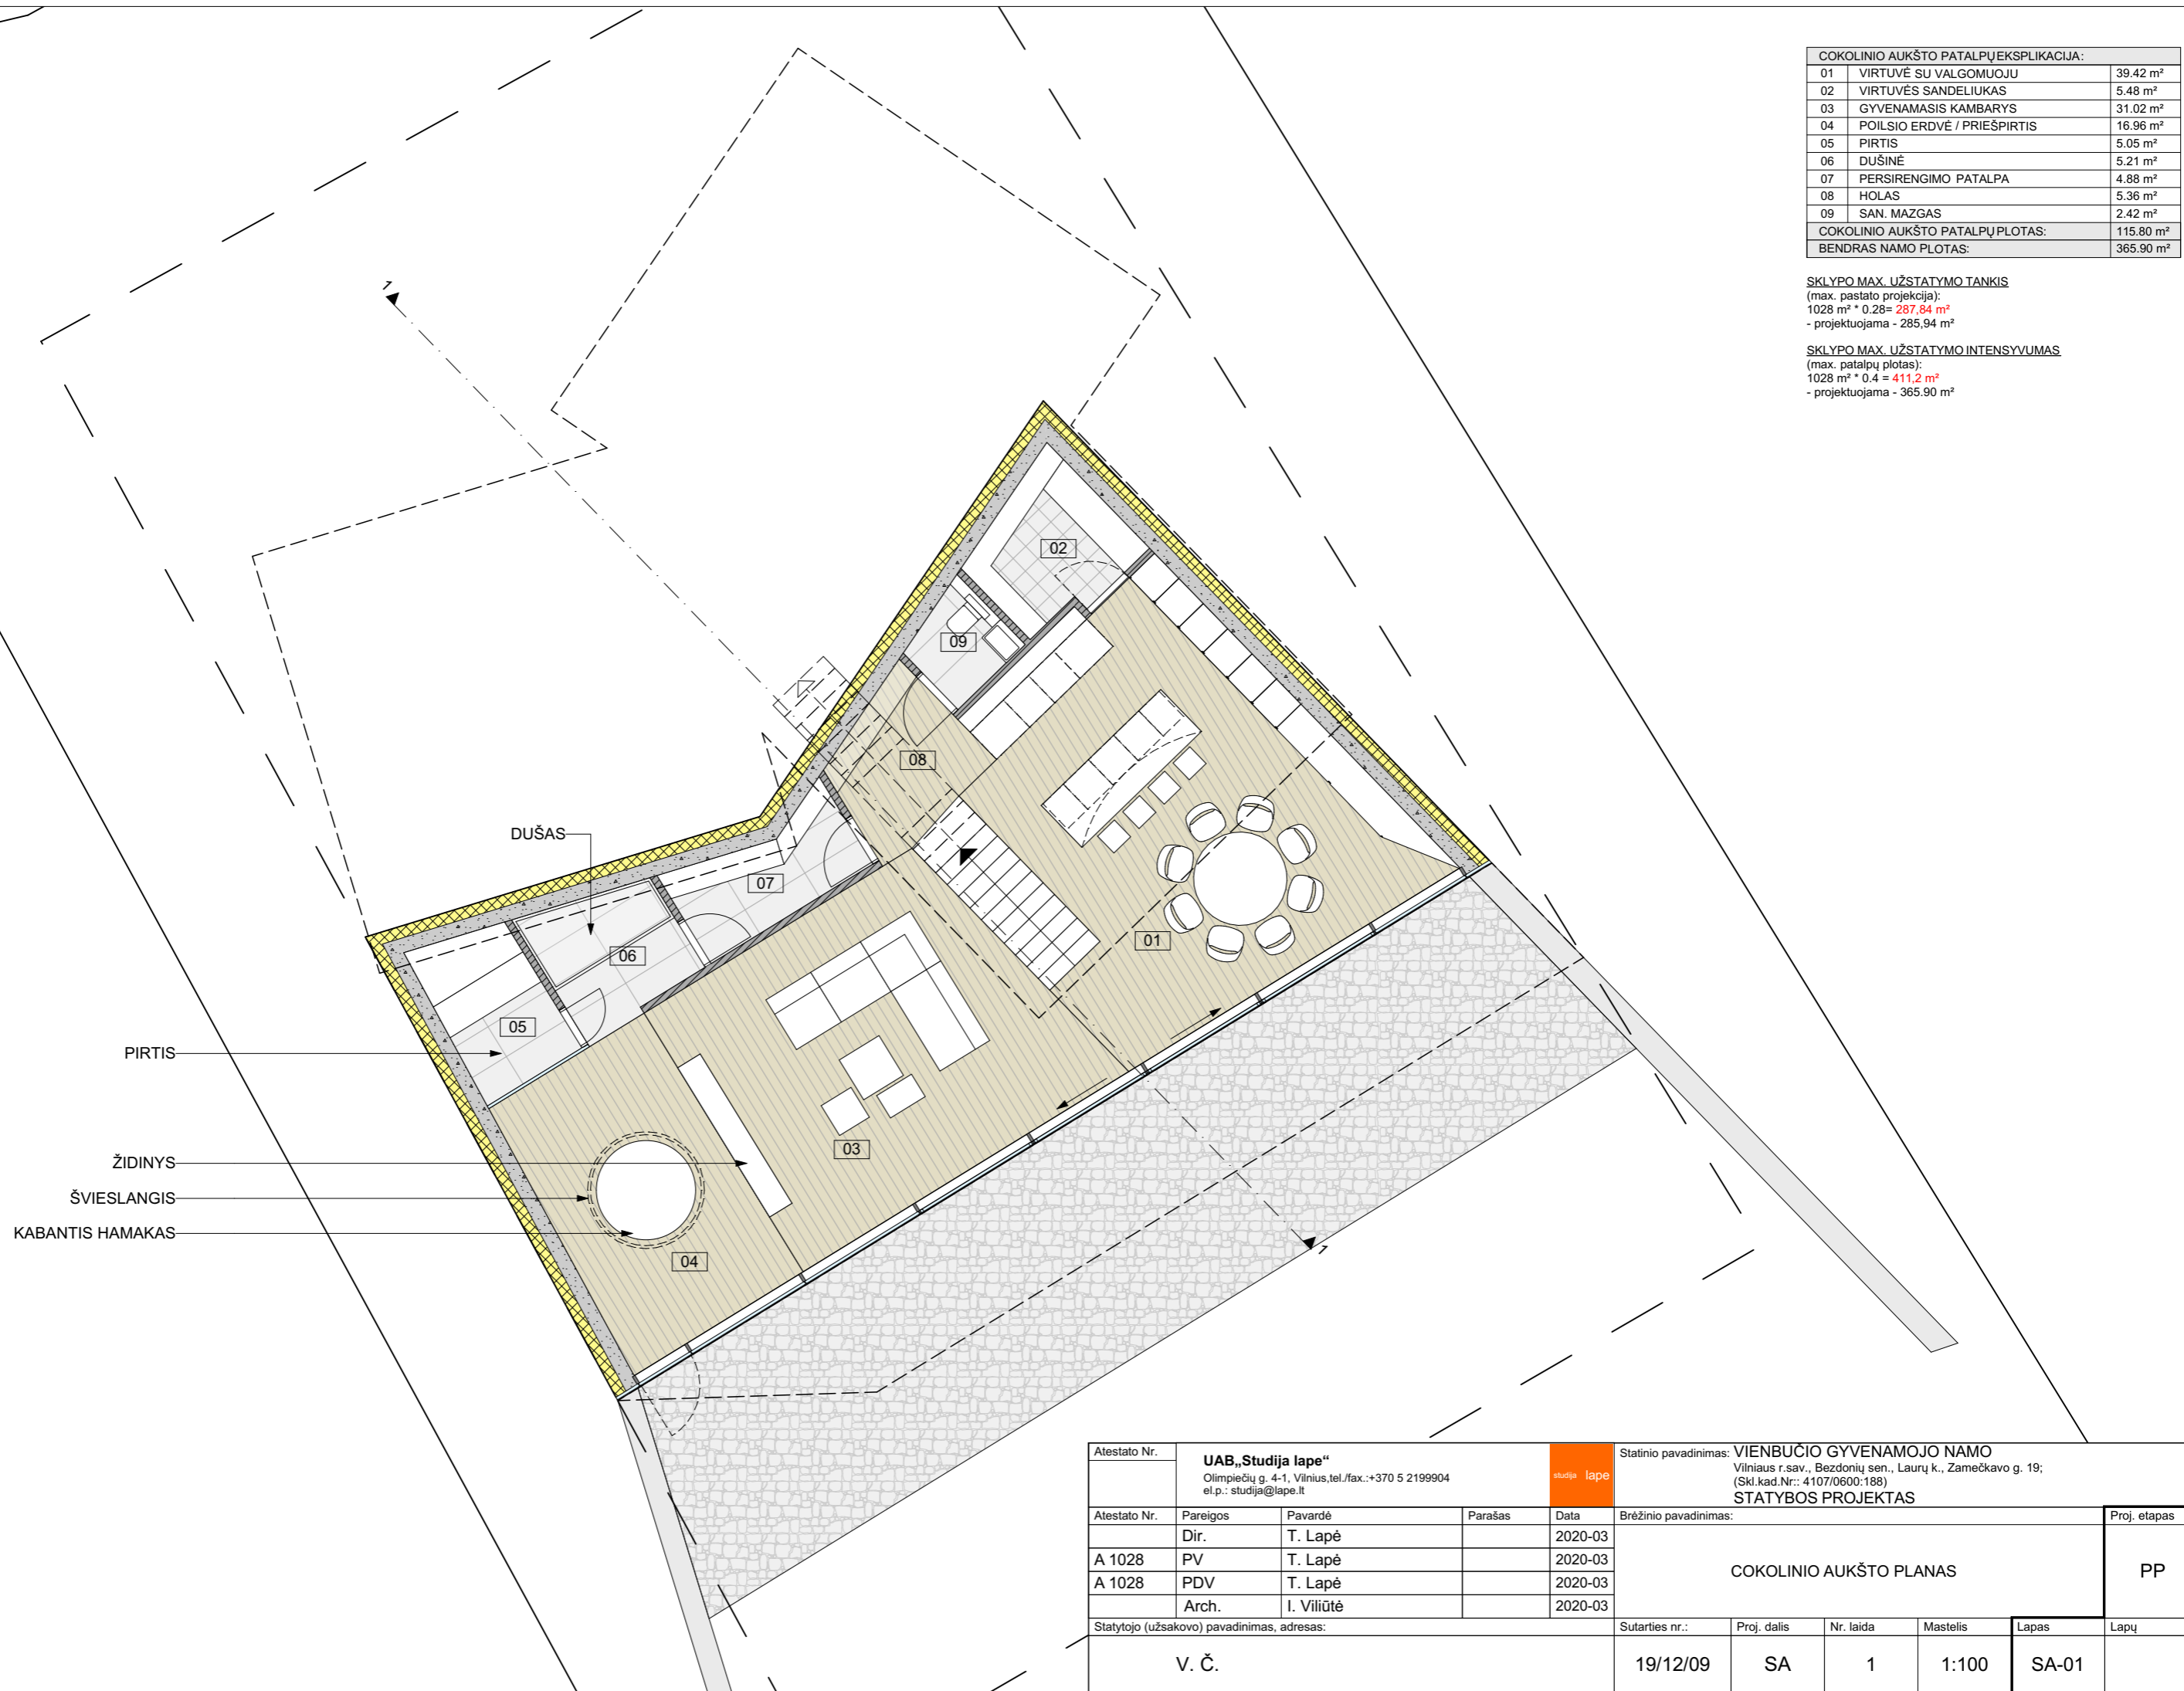 COKOLINIO AUKŠTO PATALPŲ EKSPLIKACIJA:
01 VIRTUVĖ SU VALGOMUOJU 39.42 m²
02 VIRTUVĖS SANDELIUKAS 5.48 m²
03 GYVENAMASIS KAMBARYS 31.02 m²
04 POILSIO ERDVĖ / PRIEŠPIRTIS 16.96 m²
05 PIRTIS 5.05 m²
06 DUŠINĖ 5.21 m²
07 PERSIRENGIMO PATALPA 4.88 m²
08 HOLAS 5.36 m²
09 SAN. MAZGAS 2.42 m²
COKOLINIO AUKŠTO PATALPŲ PLOTAS: 115.80 m²
BENDRAS NAMO PLOTAS: 365.90 m²
SKLYPO MAX. UŽSTATYMO TANKIS
(max. pastato projekcija):
1028 m² * 0.28= 287,84 m²
- projektuojama - 285,94 m²
SKLYPO MAX. UŽSTATYMO INTENSYVUMAS
(max. patalpų plotas):
1028 m² * 0.4 = 411,2 m²
- projektuojama - 365.90 m²
1
02
09
08
DUŠAS
07
06
01
05
PIRTIS
03
ŽIDINYS
ŠVIESLANGIS
KABANTIS HAMAKAS
04
1
Atestato Nr.
UAB„Studija lape“
Olimpiečių g. 4-1, Vilnius,tel./fax.:+370 5 2199904
el.p.: studija@lape.lt
studija lape
Statinio pavadinimas: VIENBUČIO GYVENAMOJO NAMO
Vilniaus r.sav., Bezdonių sen., Laurų k., Zamečkavo g. 19;
(Skl.kad.Nr:: 4107/0600:188)
STATYBOS PROJEKTAS
Atestato Nr. Pareigos Pavardė Parašas Data
Dir. T. Lapė 2020-03
A 1028 PV T. Lapė 2020-03
A 1028 PDV T. Lapė 2020-03
Arch. I. Viliūtė 2020-03
Brėžinio pavadinimas:
COKOLINIO AUKŠTO PLANAS
Proj. etapas
PP
Statytojo (užsakovo) pavadinimas, adresas:
V. Č.
Sutarties nr.: Proj. dalis Nr. laida Mastelis Lapas Lapų
19/12/09 SA 1 1:100 SA-01